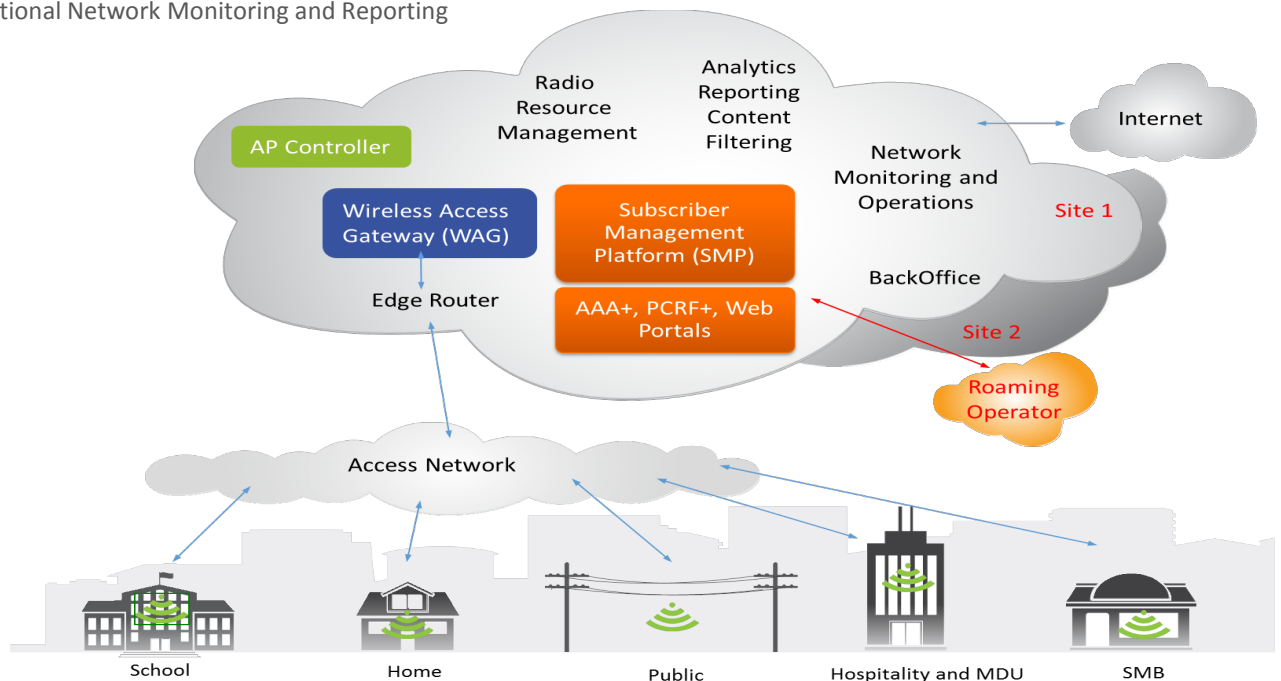 tional Network Monitoring and Reporting
Radio
Resource
Management
Analytics
Reporting
Content
Filtering
AP Controller
Internet
Network
Monitoring and
Operations
Wireless Access
Gateway (WAG)
Subscriber
Management
Platform (SMP)
Site 1
BackOffice
Edge Router
AAA+, PCRF+, Web
Portals
Site 2
Roaming
Operator
Access Network
School
Home
Public
Hospitality and MDU
SMB